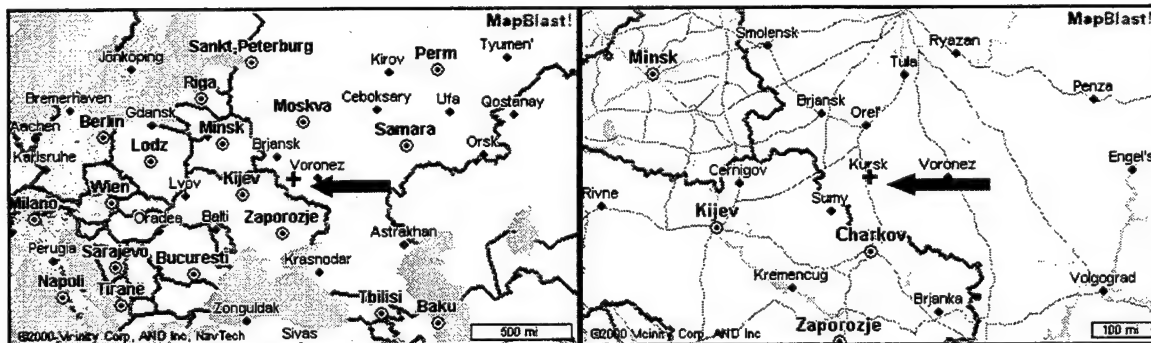 MapBlast!
Jonkoping
Sankt-Peterburg
Kirov
Perm
Tyumen'
Riga
Bremerhaven
Gdansk
Moskva
Ceboksary
Ufa
Qostanay
Aachen
Berlin
Minsk
Samara
Karlsruhe
Lodz
Brjansk
Orsk
Voronez
Wien
Lvov
Kijev
Milano
Oradea
Balti
Zaporozje
Perugia
Sarajevo
Astrakhan
Bucuresti
Krasnodar
Napoli
Tirane
Zonguldak
Tbilisi
Baku
Sivas
©2000 Vicinity Corp, AND Inc, NavTech
500 mi
MapBlast!
Smolensk
Ryazan
Minsk
Tula
Penza
Brjansk
Orel'
Kursk
Voronez
Engel's
Cernigov
Rivne
Sumy
Kijev
Charkov
Kremencug
Volgograd
Brjanka
Zaporozje
©2000 Vicinity Corp, AND Inc
100 mi